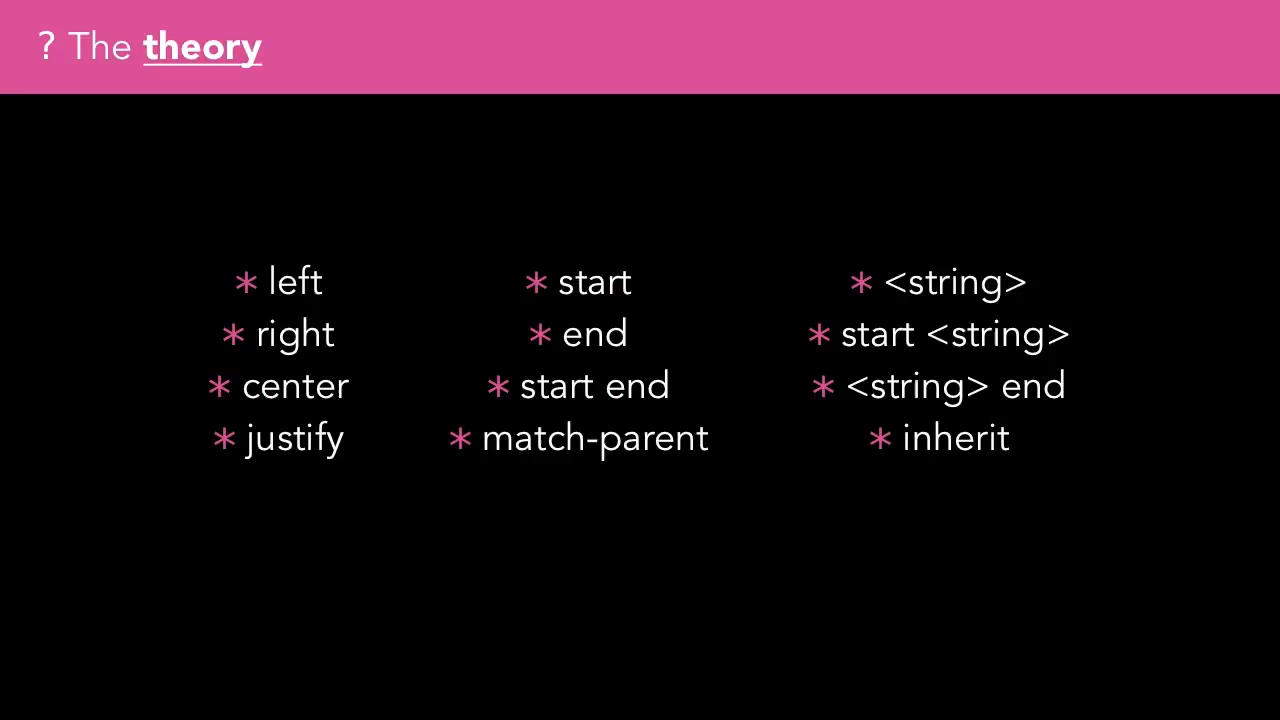 ? The theory
* left
* right
* center
* justify
* start
* end
* start end
* match-parent
* <string>
* start <string>
* <string> end
* inherit